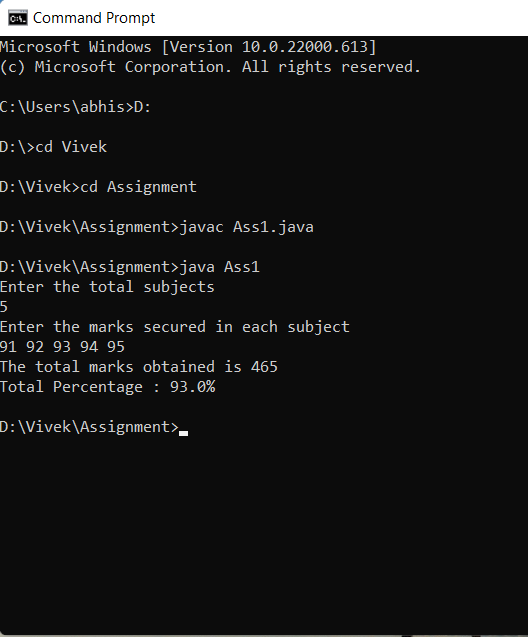 Command Prompt
Microsoft Windows [Version 10.0.22000.613]
(c) Microsoft Corporation. All rights reserved.
C:\Users\abhis>D:
D:\>cd Vivek
D:\Vivek>cd Assignment
D:\Vivek\Assignment>javac Ass1.java
D:\Vivek\Assignment>java Ass1
Enter the total subjects
5
Enter the marks secured in each subject
91 92 93 94 95
The total marks obtained is 465
Total Percentage : 93.0%
D:\Vivek\Assignment>